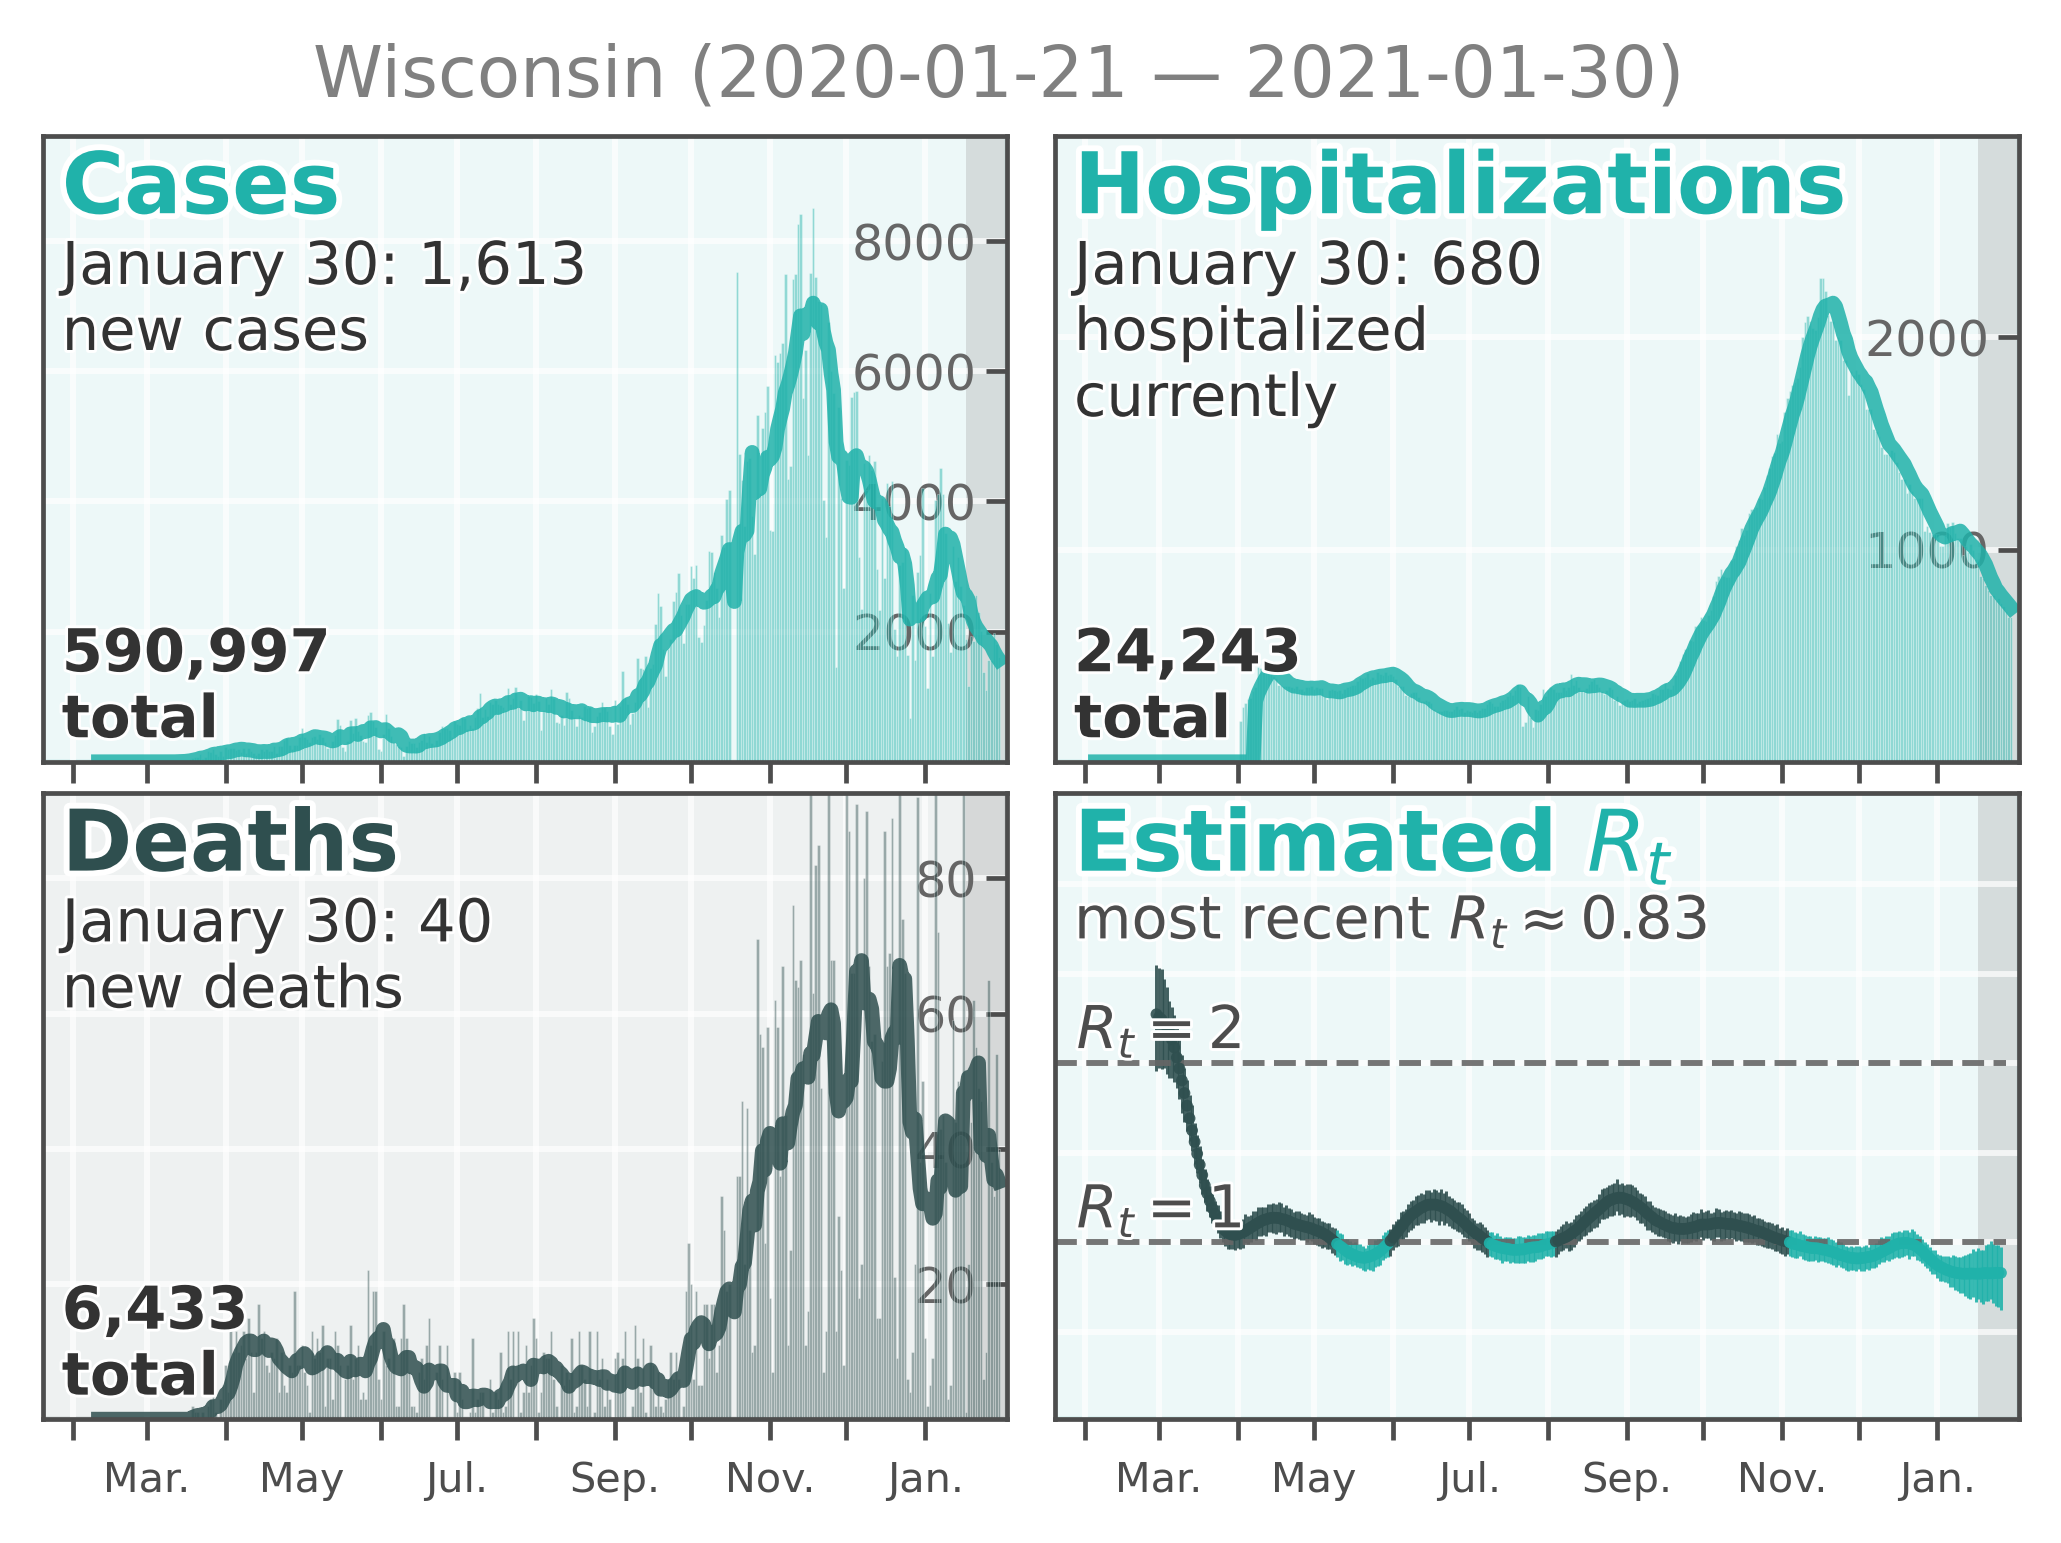 Wisconsin (2020-01-21 — 2021-01-30)
Cases
January 30: 1,613
new cases
8000
6000
4000
2000
590,997
total
Hospitalizations
January 30: 680
hospitalized
currently
2000
1000
24,243
total
Deaths
January 30: 40
new deaths
80
60
40
20
6,433
total
Mar. May Jul. Sep. Nov. Jan.
Estimated Rₜ
most recent Rₜ ≈ 0.83
Rₜ = 2
Rₜ = 1
Mar. May Jul. Sep. Nov. Jan.